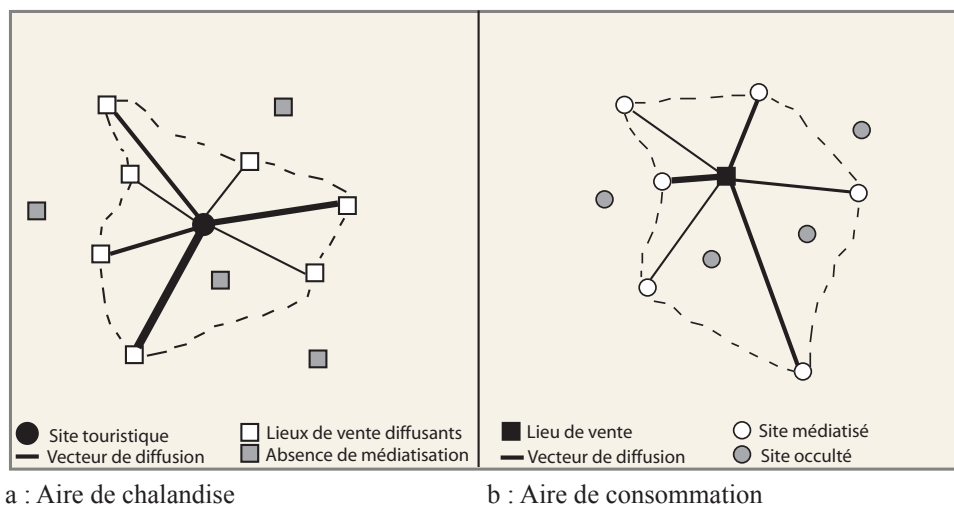 Site touristique
Vecteur de diffusion
Lieux de vente diffusants
Absence de médiatisation
Lieu de vente
Vecteur de diffusion
Site médiatisé
Site occulté
a : Aire de chalandise
b : Aire de consommation